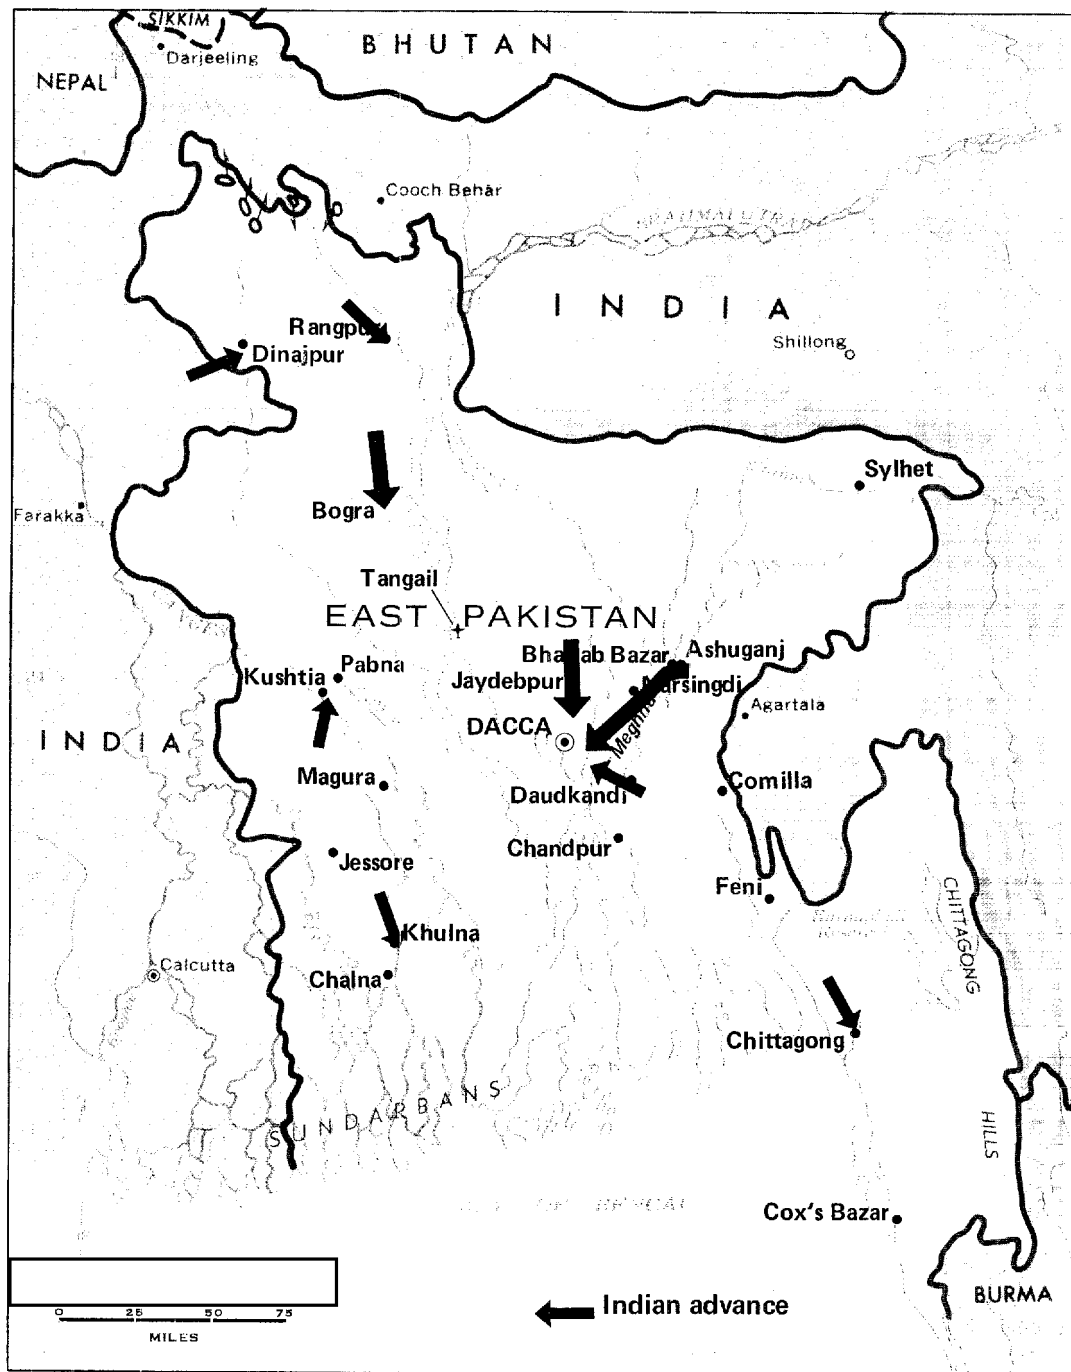 SIKKIM
Darjeeling
BHUTAN
NEPAL
Cooch Behar
INDIA
Shillong
Rangpur
Dinajpur
Sylhet
Farakka
Bogra
Tangail
EAST PAKISTAN
Bhairab Bazar
Ashuganj
Kushtia
Pabna
Jaydebpur
Narsingdi
Agartala
DACCA
Meghna
INDIA
Magura
Daudkandi
Comilla
Jessore
Chandpur
Feni
CHITTAGONG
HILLS
Khulna
Calcutta
Chalna
Chittagong
SUNDARBANS
Cox's Bazar
BURMA
0 25 50 75
MILES
Indian advance